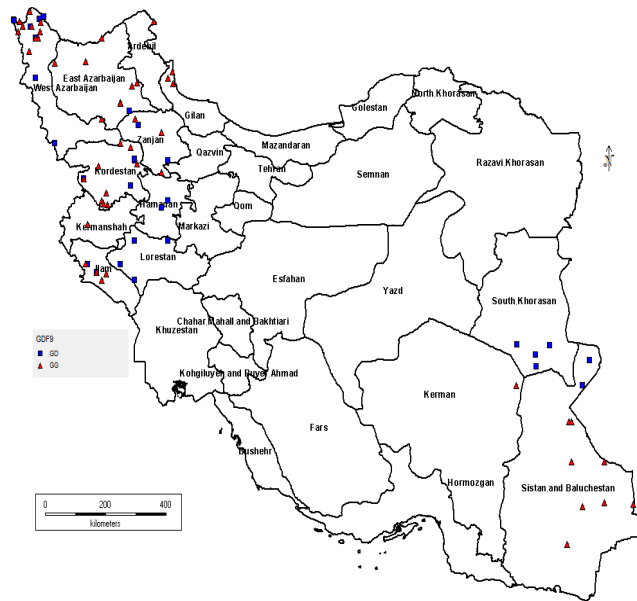 Ardebil
East Azarbaijan
West Azarbaijan
Gilan
Golestan
North Khorasan
Zanjan
Qazvin
Mazandaran
Tehran
Semnan
Razavi Khorasan
Kordestan
Hamadan
Qom
Markazi
Kermanshah
Lorestan
Ilam
Esfahan
Yazd
South Khorasan
Khuzestan
Chahar Mahall and Bakhtiari
Kohgiluyeh and Buyer Ahmad
Kerman
Fars
Bushehr
Hormozgan
Sistan and Baluchestan
GDF9
GD
GG
0 200 400
kilometers